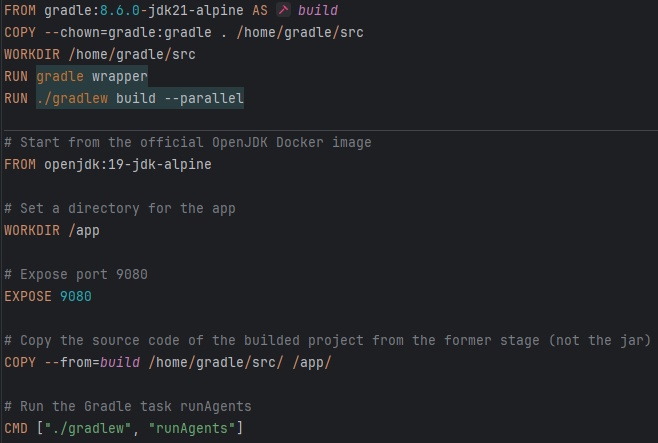 FROM gradle:8.6.0-jdk21-alpine AS build
COPY --chown=gradle:gradle . /home/gradle/src
WORKDIR /home/gradle/src
RUN gradle wrapper
RUN ./gradlew build --parallel
# Start from the official OpenJDK Docker image
FROM openjdk:19-jdk-alpine
# Set a directory for the app
WORKDIR /app
# Expose port 9080
EXPOSE 9080
# Copy the source code of the builded project from the former stage (not the jar)
COPY --from=build /home/gradle/src/ /app/
# Run the Gradle task runAgents
CMD ["./gradlew", "runAgents"]